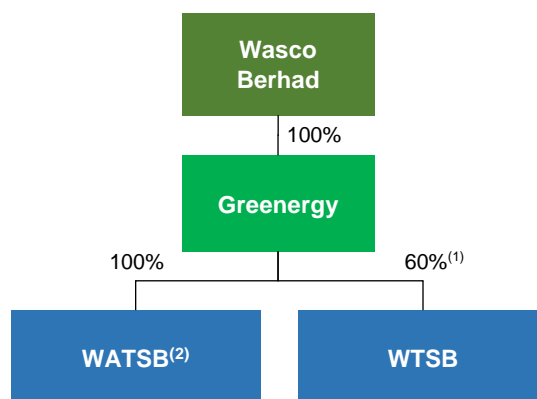 Wasco
Berhad
100%
Greenergy
100%
60%(1)
WATSB(2)
WTSB